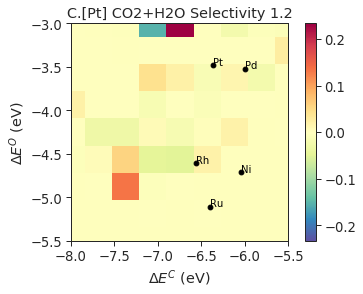 C.[Pt] CO2+H2O Selectivity 1.2
−3.0
−3.5
−4.0
−4.5
−5.0
−5.5
ΔE^O (eV)
Pt
Pd
Rh
Ni
Ru
−8.0 −7.5 −7.0 −6.5 −6.0 −5.5
ΔE^C (eV)
0.2
0.1
0.0
−0.1
−0.2